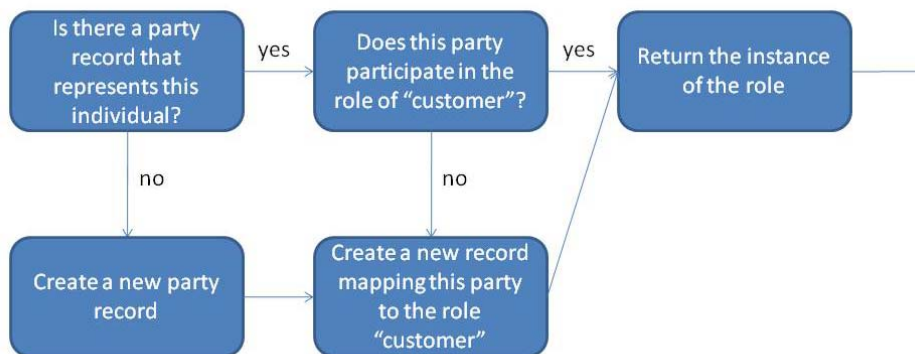 Is there a party
record that
represents this
individual?
yes
Does this party
participate in the
role of “customer”?
yes
Return the instance
of the role
no
no
Create a new party
record
Create a new record
mapping this party
to the role
“customer”